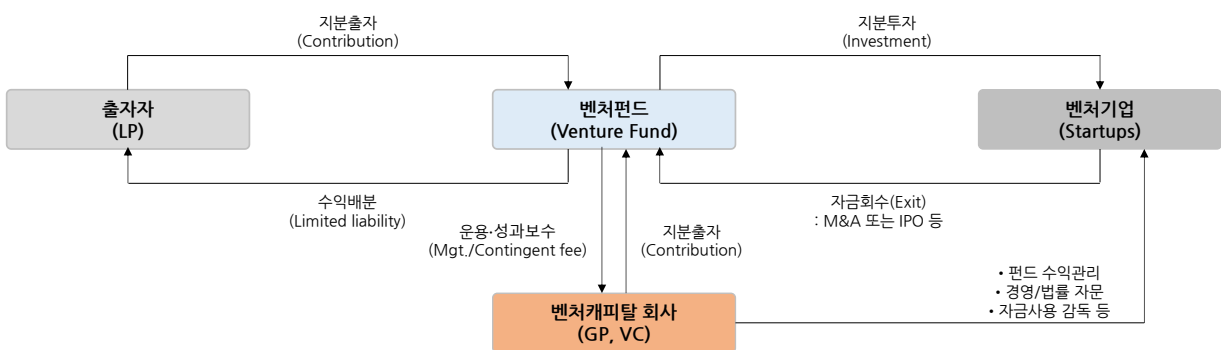 지분출자
(Contribution)
지분투자
(Investment)
출자자
(LP)
벤처펀드
(Venture Fund)
벤처기업
(Startups)
수익배분
(Limited liability)
운용·성과보수
(Mgt./Contingent fee)
지분출자
(Contribution)
자금회수(Exit)
: M&A 또는 IPO 등
• 펀드 수익관리
• 경영/법률 자문
• 자금사용 감독 등
벤처캐피탈 회사
(GP, VC)